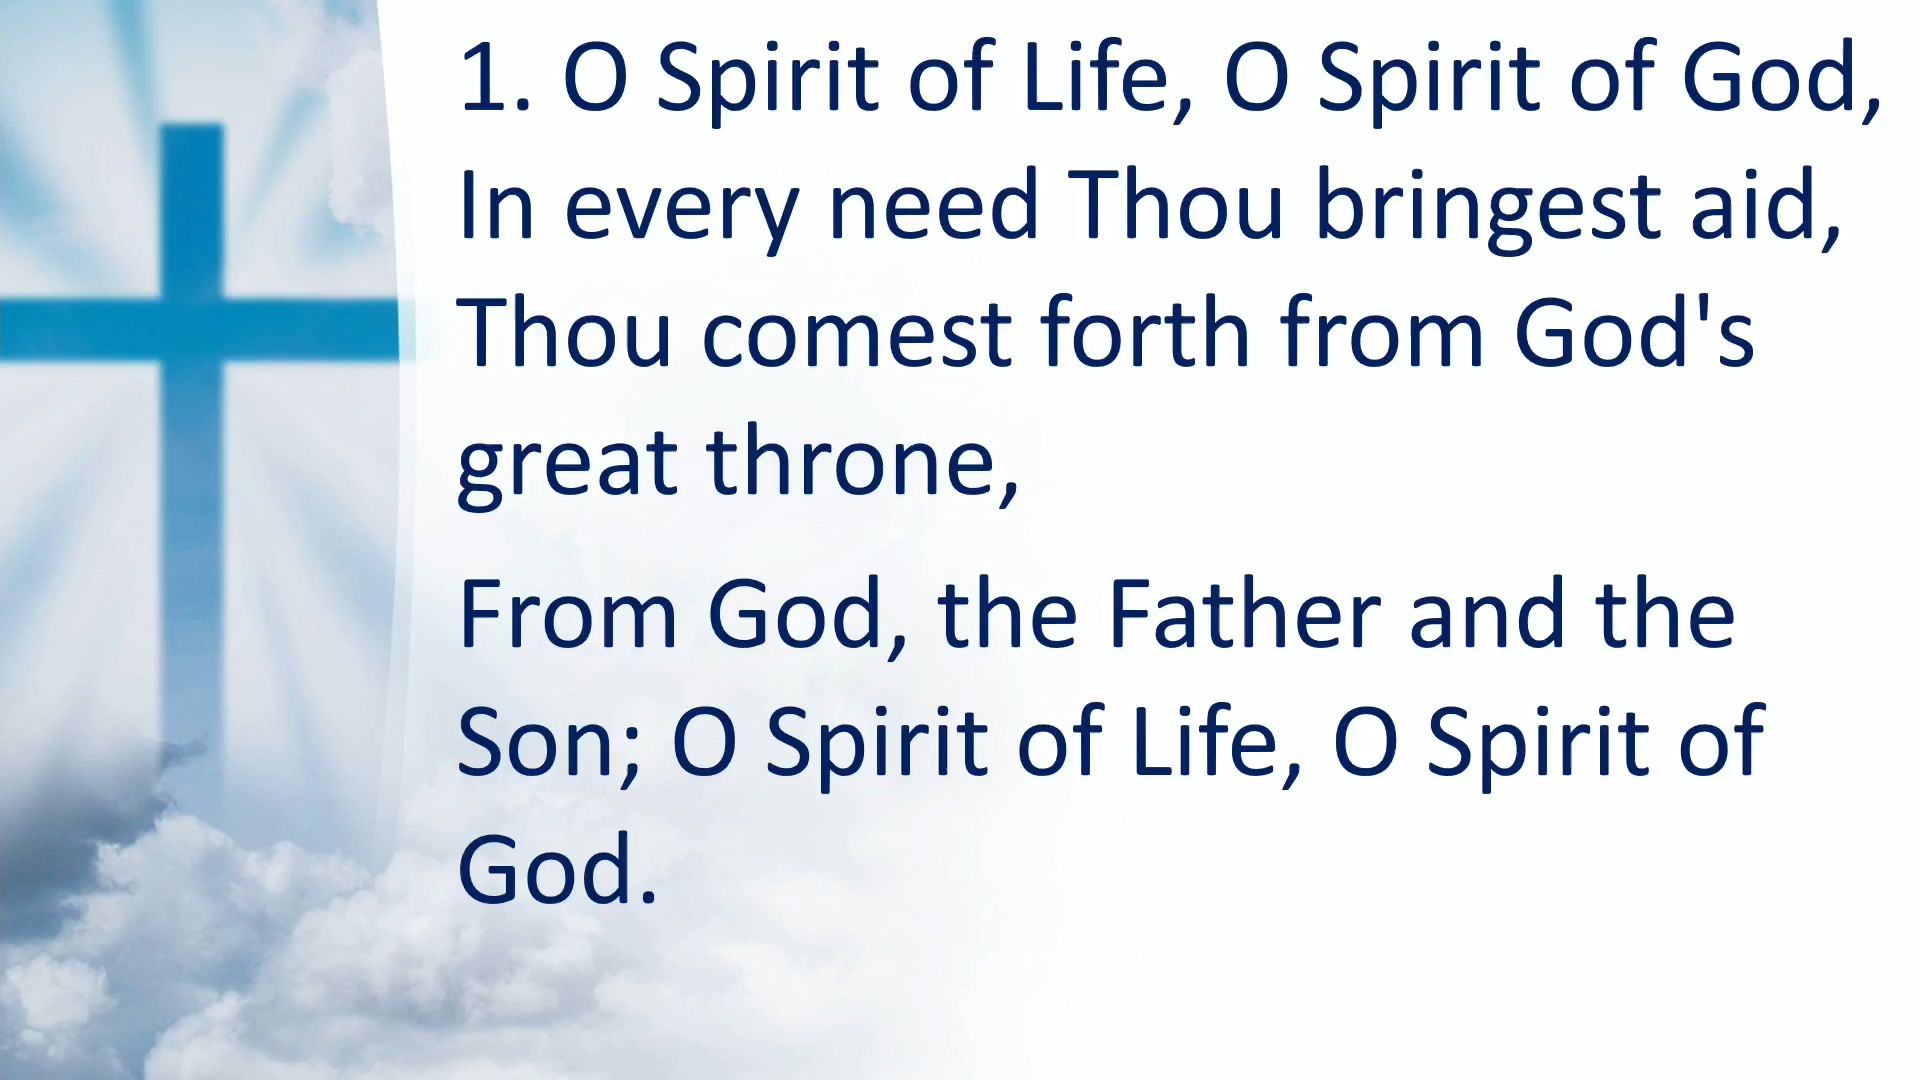 1. O Spirit of Life, O Spirit of God,
In every need Thou bringest aid,
Thou comest forth from God's
great throne,
From God, the Father and the
Son; O Spirit of Life, O Spirit of
God.